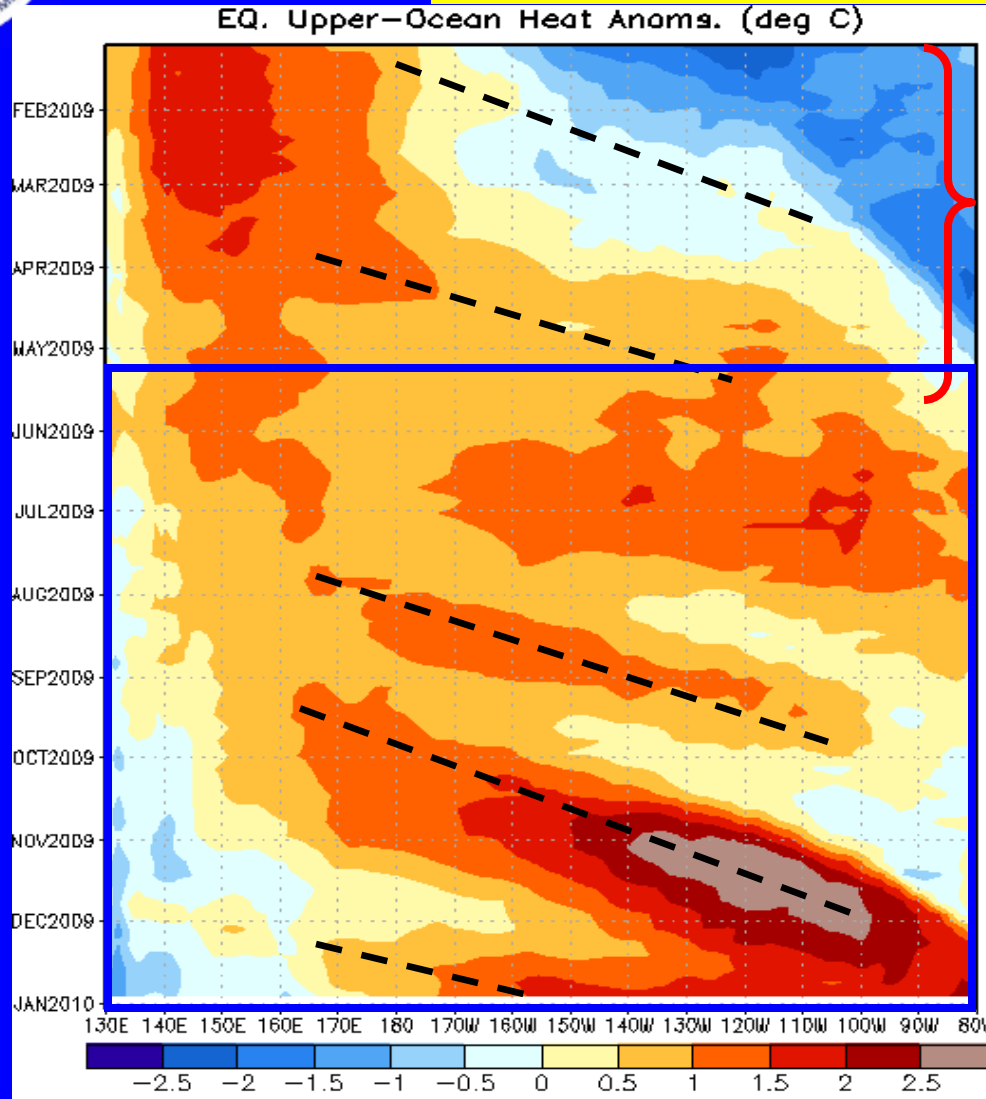 EQ. Upper-Ocean Heat Anoms. (deg C)
FEB2009
MAR2009
APR2009
MAY2009
JUN2009
JUL2009
AUG2009
SEP2009
OCT2009
NOV2009
DEC2009
JAN2010
130E 140E 150E 160E 170E 180 170W 160W 150W 140W 130W 120W 110W 100W 90W 80W
-2.5 -2 -1.5 -1 -0.5 0 0.5 1 1.5 2 2.5